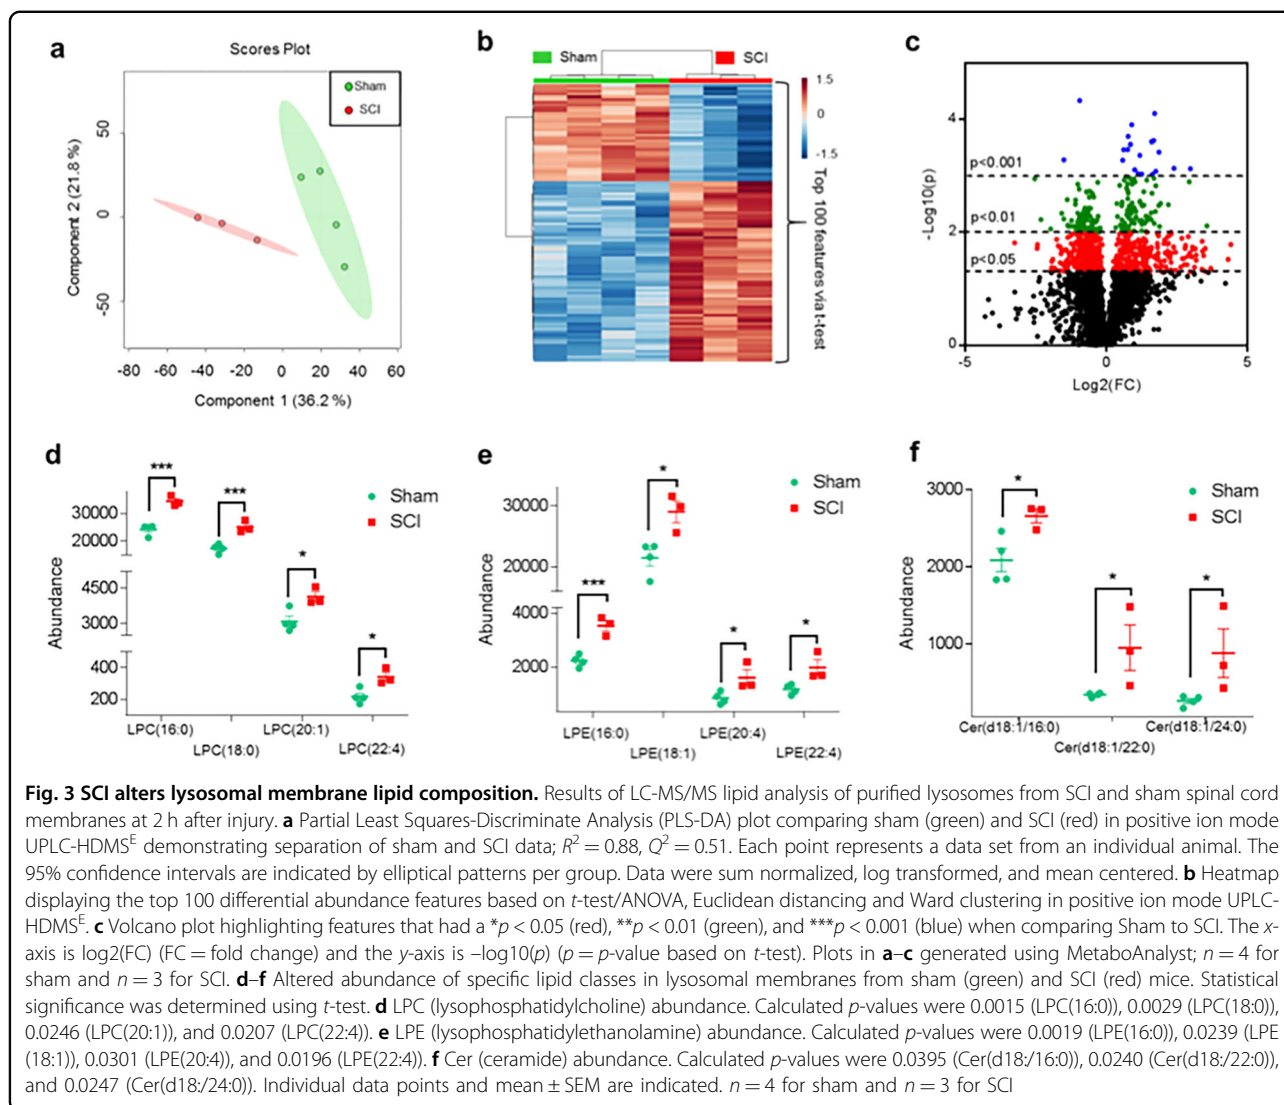 a
Scores Plot
Sham
SCI
Component 2 (21.8 %)
50
0
-50
-80 -60 -40 -20 0 20 40 60
Component 1 (36.2 %)
b
Sham SCI
1.5
0
-1.5
Top 100 features via t-test
c
-Log10(p)
4
2
0
p<0.001
p<0.01
p<0.05
-5 0 5
Log2(FC)
d
Sham
SCI
Abundance
30000
20000
4500
3000
400
200
***
***
*
*
LPC(16:0) LPC(20:1)
LPC(18:0) LPC(22:4)
e
Sham
SCI
Abundance
30000
20000
4000
2000
***
*
*
*
LPE(16:0) LPE(20:4)
LPE(18:1) LPE(22:4)
f
Sham
SCI
Abundance
3000
2000
1000
*
*
*
Cer(d18:1/16:0) Cer(d18:1/24:0)
Cer(d18:1/22:0)
Fig. 3 SCI alters lysosomal membrane lipid composition. Results of LC-MS/MS lipid analysis of purified lysosomes from SCI and sham spinal cord
membranes at 2 h after injury. a Partial Least Squares-Discriminate Analysis (PLS-DA) plot comparing sham (green) and SCI (red) in positive ion mode
UPLC-HDMSᴱ demonstrating separation of sham and SCI data; R² = 0.88, Q² = 0.51. Each point represents a data set from an individual animal. The
95% confidence intervals are indicated by elliptical patterns per group. Data were sum normalized, log transformed, and mean centered. b Heatmap
displaying the top 100 differential abundance features based on t-test/ANOVA, Euclidean distancing and Ward clustering in positive ion mode UPLC-
HDMSᴱ. c Volcano plot highlighting features that had a *p < 0.05 (red), **p < 0.01 (green), and ***p < 0.001 (blue) when comparing Sham to SCI. The x-
axis is log2(FC) (FC = fold change) and the y-axis is –log10(p) (p = p-value based on t-test). Plots in a–c generated using MetaboAnalyst; n = 4 for
sham and n = 3 for SCI. d–f Altered abundance of specific lipid classes in lysosomal membranes from sham (green) and SCI (red) mice. Statistical
significance was determined using t-test. d LPC (lysophosphatidylcholine) abundance. Calculated p-values were 0.0015 (LPC(16:0)), 0.0029 (LPC(18:0)),
0.0246 (LPC(20:1)), and 0.0207 (LPC(22:4)). e LPE (lysophosphatidylethanolamine) abundance. Calculated p-values were 0.0019 (LPE(16:0)), 0.0239 (LPE
(18:1)), 0.0301 (LPE(20:4)), and 0.0196 (LPE(22:4)). f Cer (ceramide) abundance. Calculated p-values were 0.0395 (Cer(d18:/16:0)), 0.0240 (Cer(d18:/22:0)),
and 0.0247 (Cer(d18:/24:0)). Individual data points and mean ± SEM are indicated. n = 4 for sham and n = 3 for SCI